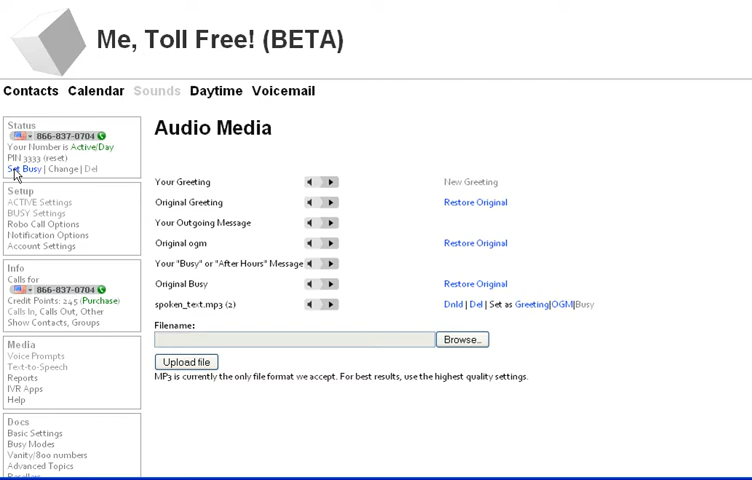 Me, Toll Free! (BETA)
Contacts Calendar Sounds Daytime Voicemail
Status
866-837-0704
Your Number is Active/Day
PIN 3333 (reset)
Set Busy | Change | Del
Setup
ACTIVE Settings
BUSY Settings
Robo Call Options
Notification Options
Account Settings
Info
Calls for
866-837-0704
Credit Points: 245 (Purchase)
Calls In, Calls Out, Other
Show Contacts, Groups
Media
Voice Prompts
Text-to-Speech
Reports
IVR Apps
Help
Docs
Basic Settings
Busy Modes
Vanity/800 numbers
Advanced Topics
Resellers
Audio Media
Your Greeting New Greeting
Original Greeting Restore Original
Your Outgoing Message
Original ogm Restore Original
Your "Busy" or "After Hours" Message
Original Busy Restore Original
spoken_text.mp3 (2) Dnld | Del | Set as Greeting|OGM|Busy
Filename:
Browse...
Upload file
MP3 is currently the only file format we accept. For best results, use the highest quality settings.